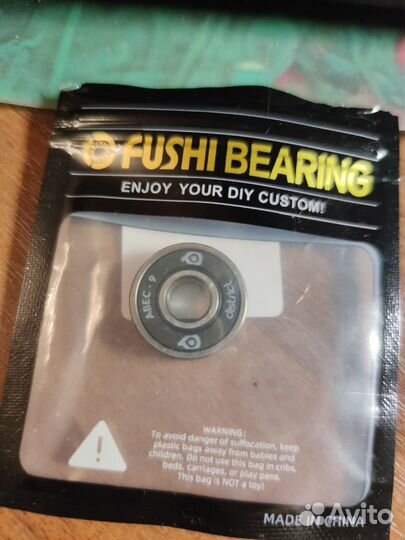 FUSHI BEARING
ENJOY YOUR DIY CUSTOM!
ABEC - 9
district
WARNING:
To avoid danger of suffocation, keep
plastic bags away from babies and
children. Do not use this bag in cribs,
beds, carriages, or play pens.
This bag is NOT a toy!
MADE IN CHINA
Avito